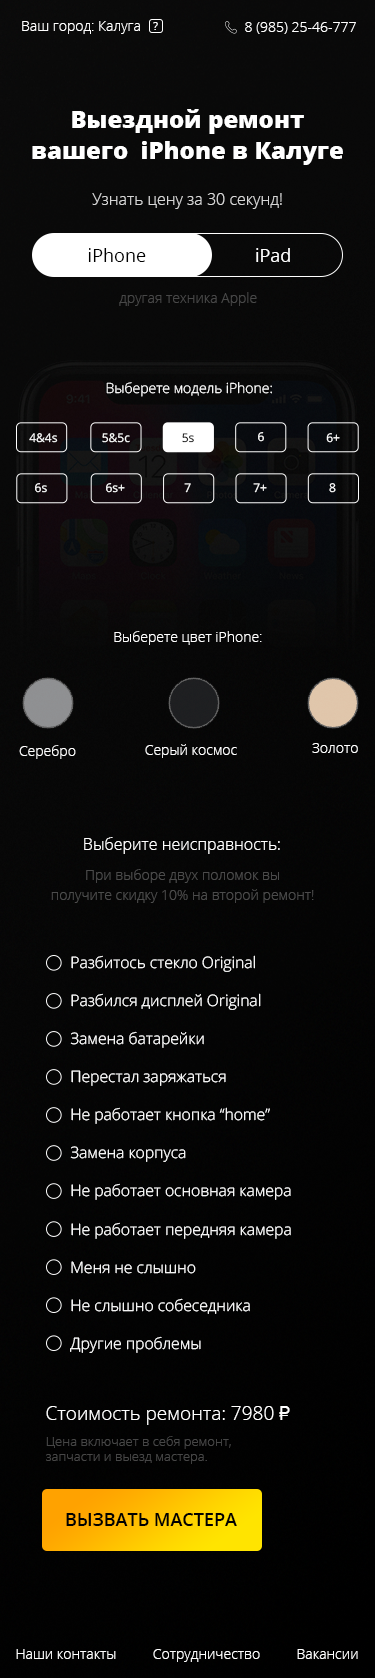 Ваш город: Калуга ?
8 (985) 25-46-777
Выездной ремонт
вашего iPhone в Калуге
Узнать цену за 30 секунд!
iPhone
iPad
другая техника Apple
9:41
Выберете модель iPhone:
4&4s
5&5c
5s
6
6+
12
6s
6s+
7
7+
8
Выберете цвет iPhone:
Серебро
Серый космос
Золото
Выберите неисправность:
При выборе двух поломок вы
получите скидку 10% на второй ремонт!
Разбитось стекло Original
Разбился дисплей Original
Замена батарейки
Перестал заряжаться
Не работает кнопка “home”
Замена корпуса
Не работает основная камера
Не работает передняя камера
Меня не слышно
Не слышно собеседника
Другие проблемы
Стоимость ремонта: 7980 ₽
Цена включает в себя ремонт,
запчасти и выезд мастера.
ВЫЗВАТЬ МАСТЕРА
Наши контакты
Сотрудничество
Вакансии